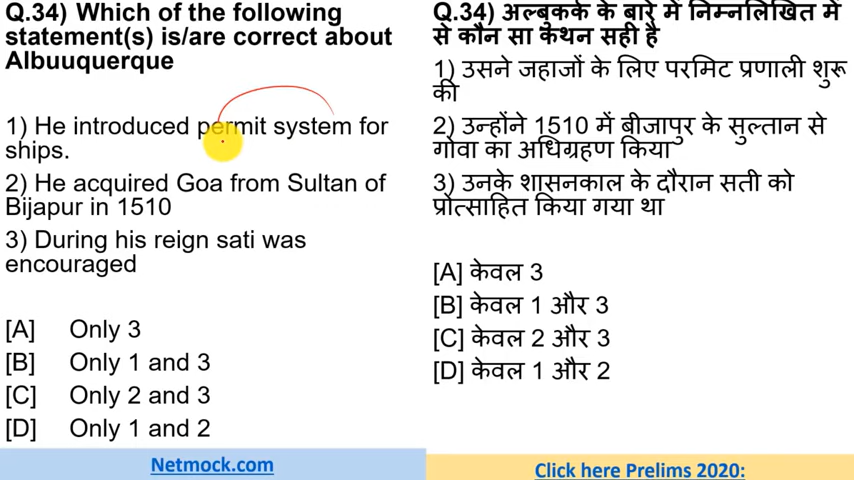 Q.34) Which of the following
statement(s) is/are correct about
Albuuquerque
1) He introduced permit system for
ships.
2) He acquired Goa from Sultan of
Bijapur in 1510
3) During his reign sati was
encouraged
[A] Only 3
[B] Only 1 and 3
[C] Only 2 and 3
[D] Only 1 and 2
Netmock.com
Q.34) अल्बुकर्क के बारे में निम्नलिखित में
से कौन सा कथन सही है
1) उसने जहाजों के लिए परमिट प्रणाली शुरू
की
2) उन्होंने 1510 में बीजापुर के सुल्तान से
गोवा का अधिग्रहण किया
3) उनके शासनकाल के दौरान सती को
प्रोत्साहित किया गया था
[A] केवल 3
[B] केवल 1 और 3
[C] केवल 2 और 3
[D] केवल 1 और 2
Click here Prelims 2020: